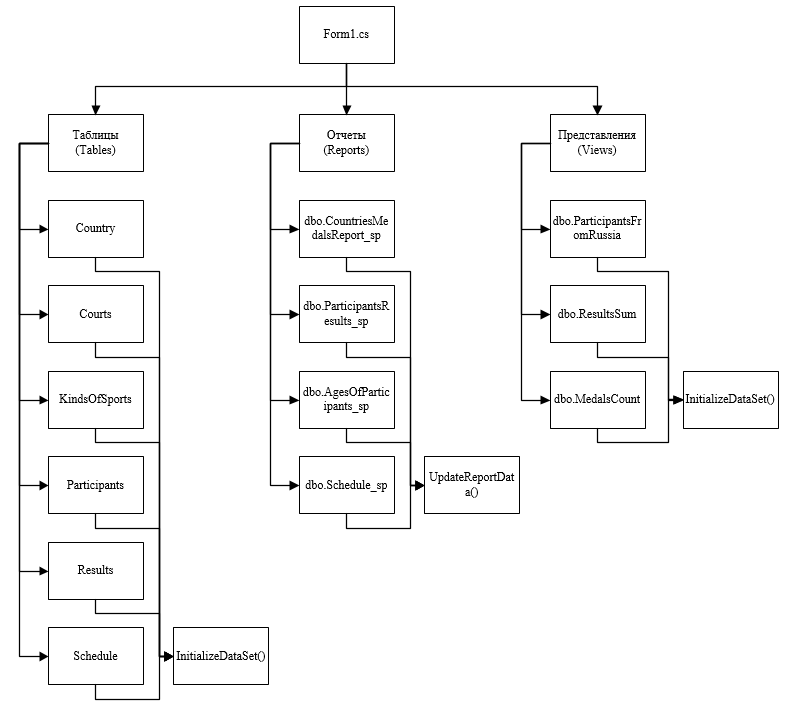 Form1.cs
Таблицы
(Tables)
Отчеты
(Reports)
Представления
(Views)
Country
dbo.CountriesMe
dalsReport_sp
dbo.ParticipantsFr
omRussia
Courts
dbo.ParticipantsR
esults_sp
dbo.ResultsSum
KindsOfSports
dbo.AgesOfPartic
ipants_sp
dbo.MedalsCount
InitializeDataSet()
Participants
dbo.Schedule_sp
UpdateReportDat
a()
Results
Schedule
InitializeDataSet()